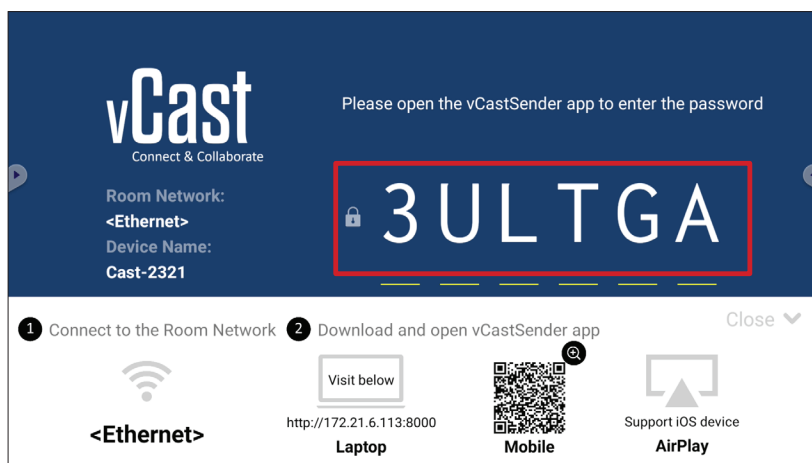 vCast
Connect & Collaborate
Please open the vCastSender app to enter the password
Room Network:
<Ethernet>
Device Name:
Cast-2321
3ULTGA
1 Connect to the Room Network
<Ethernet>
2 Download and open vCastSender app
Close
Visit below
http://172.21.6.113:8000
Laptop
Mobile
Support iOS device
AirPlay